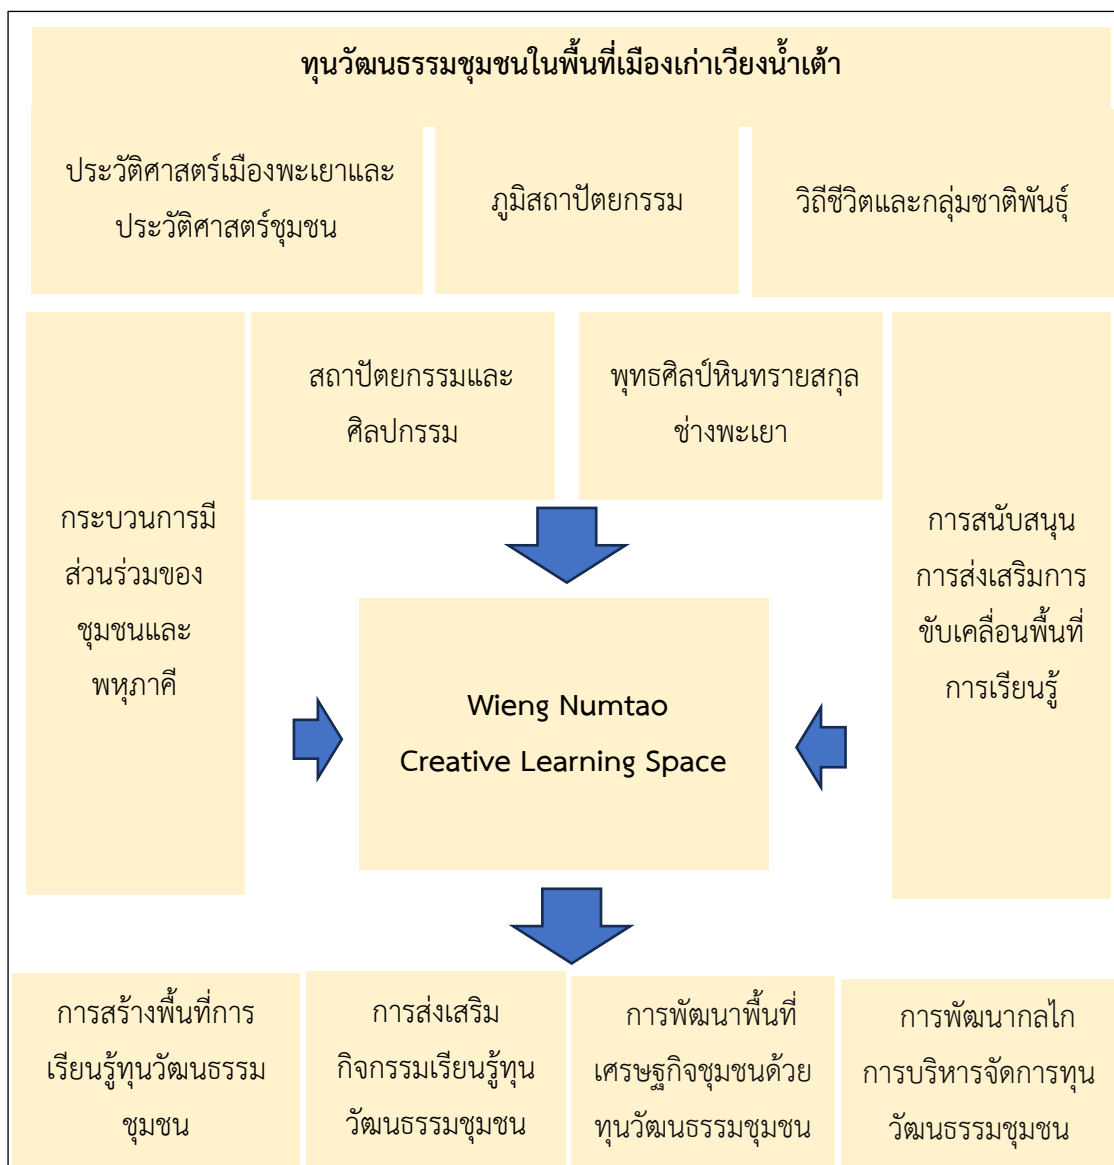 ทุนวัฒนธรรมชุมชนในพื้นที่เมืองเก่าเวียงน้ำเต้า
ประวัติศาสตร์เมืองพะเยาและ
ประวัติศาสตร์ชุมชน
ภูมิสถาปัตยกรรม
วิถีชีวิตและกลุ่มชาติพันธุ์
สถาปัตยกรรมและ
ศิลปกรรม
พุทธศิลป์หินทรายสกุล
ช่างพะเยา
กระบวนการมี
ส่วนร่วมของ
ชุมชนและ
พหุภาคี
Wieng Numtao
Creative Learning Space
การสนับสนุน
การส่งเสริมการ
ขับเคลื่อนพื้นที่
การเรียนรู้
การสร้างพื้นที่การ
เรียนรู้ทุนวัฒนธรรม
ชุมชน
การส่งเสริม
กิจกรรมเรียนรู้ทุน
วัฒนธรรมชุมชน
การพัฒนาพื้นที่
เศรษฐกิจชุมชนด้วย
ทุนวัฒนธรรมชุมชน
การพัฒนากลไก
การบริหารจัดการทุน
วัฒนธรรมชุมชน